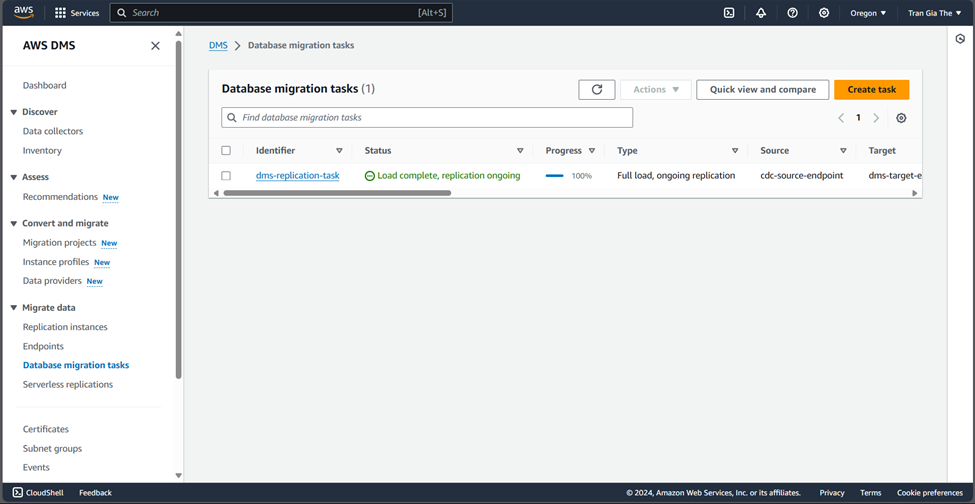 aws Services Search [Alt+S] Oregon ▼ Tran Gia The ▼
AWS DMS
Dashboard
Discover
Data collectors
Inventory
Assess
Recommendations New
Convert and migrate
Migration projects New
Instance profiles New
Data providers New
Migrate data
Replication instances
Endpoints
Database migration tasks
Serverless replications
Certificates
Subnet groups
Events
DMS > Database migration tasks
Database migration tasks (1)
Actions ▼ Quick view and compare Create task
Find database migration tasks
1
Identifier Status Progress Type Source Target
dms-replication-task Load complete, replication ongoing 100% Full load, ongoing replication cdc-source-endpoint dms-target-e
CloudShell Feedback © 2024, Amazon Web Services, Inc. or its affiliates. Privacy Terms Cookie preferences